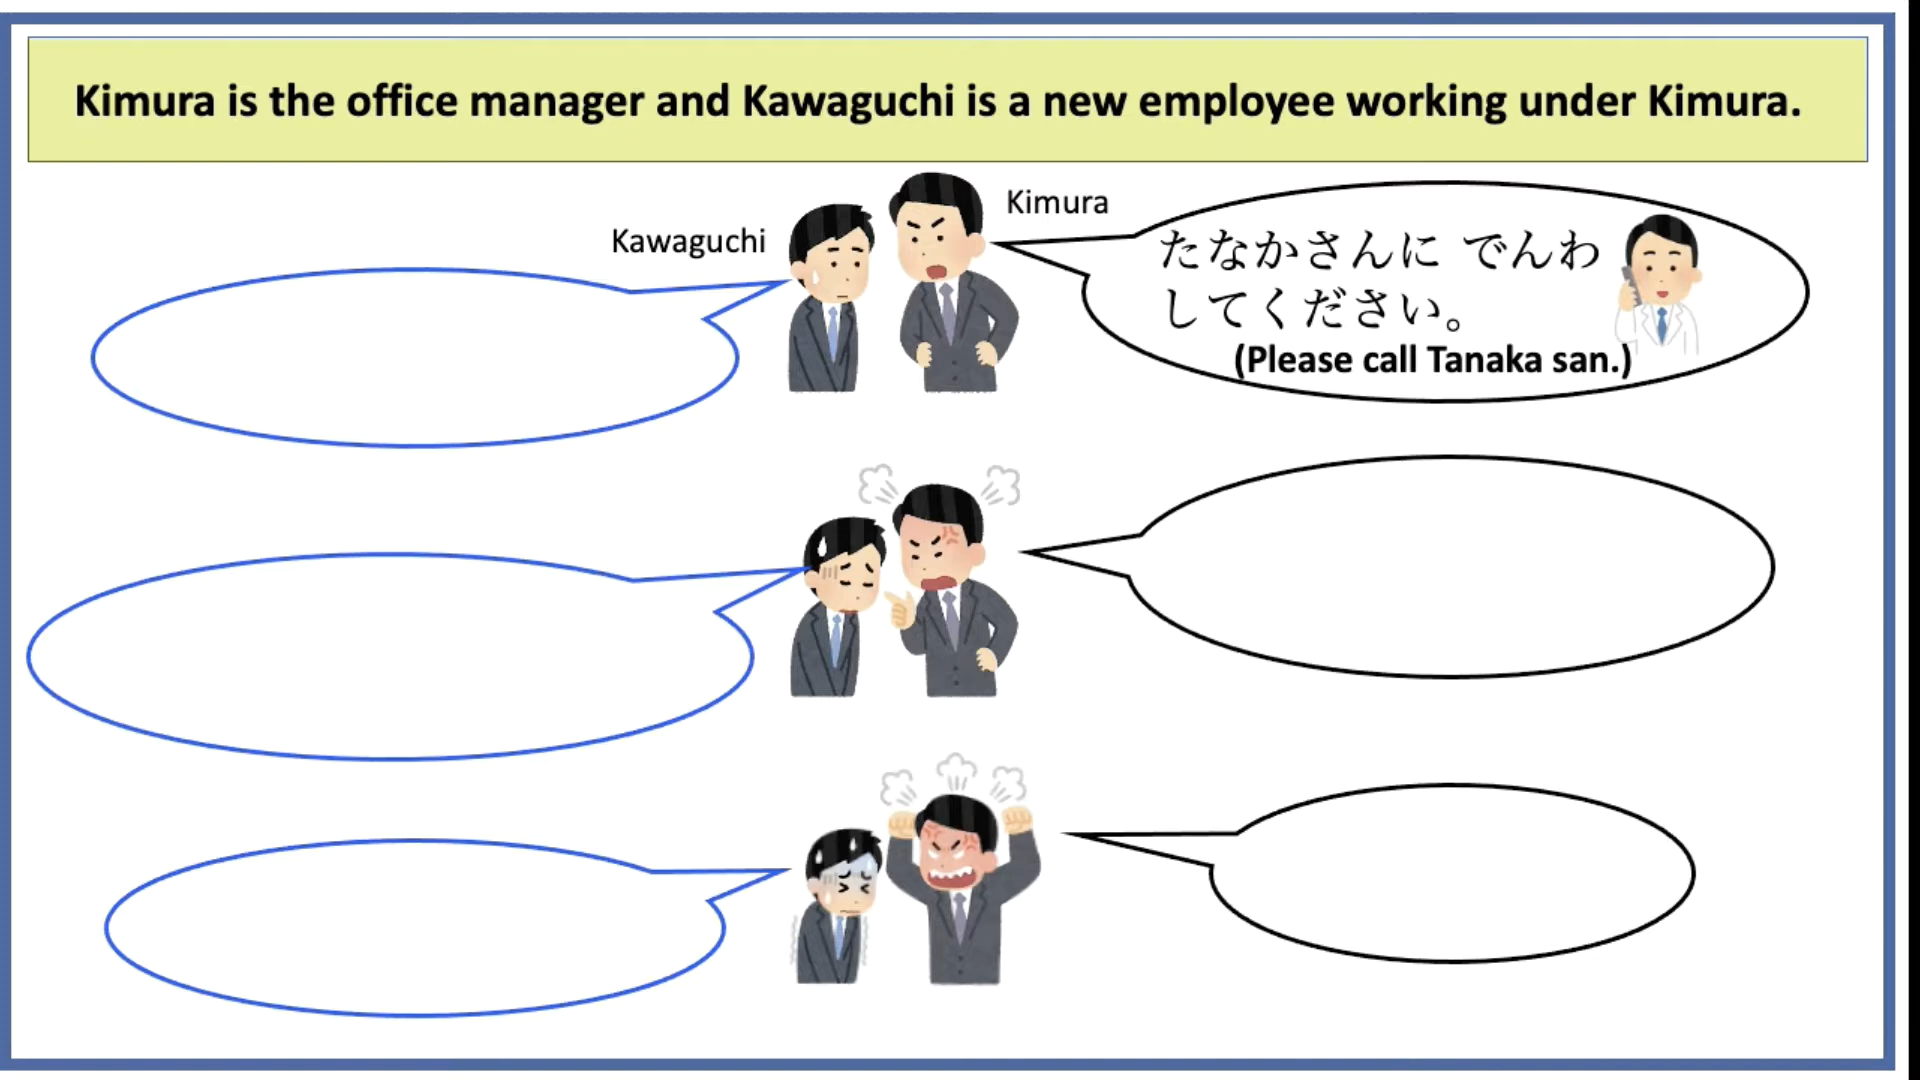 Kimura is the office manager and Kawaguchi is a new employee working under Kimura.
Kimura
Kawaguchi
たなかさんに でんわ
してください。
(Please call Tanaka san.)